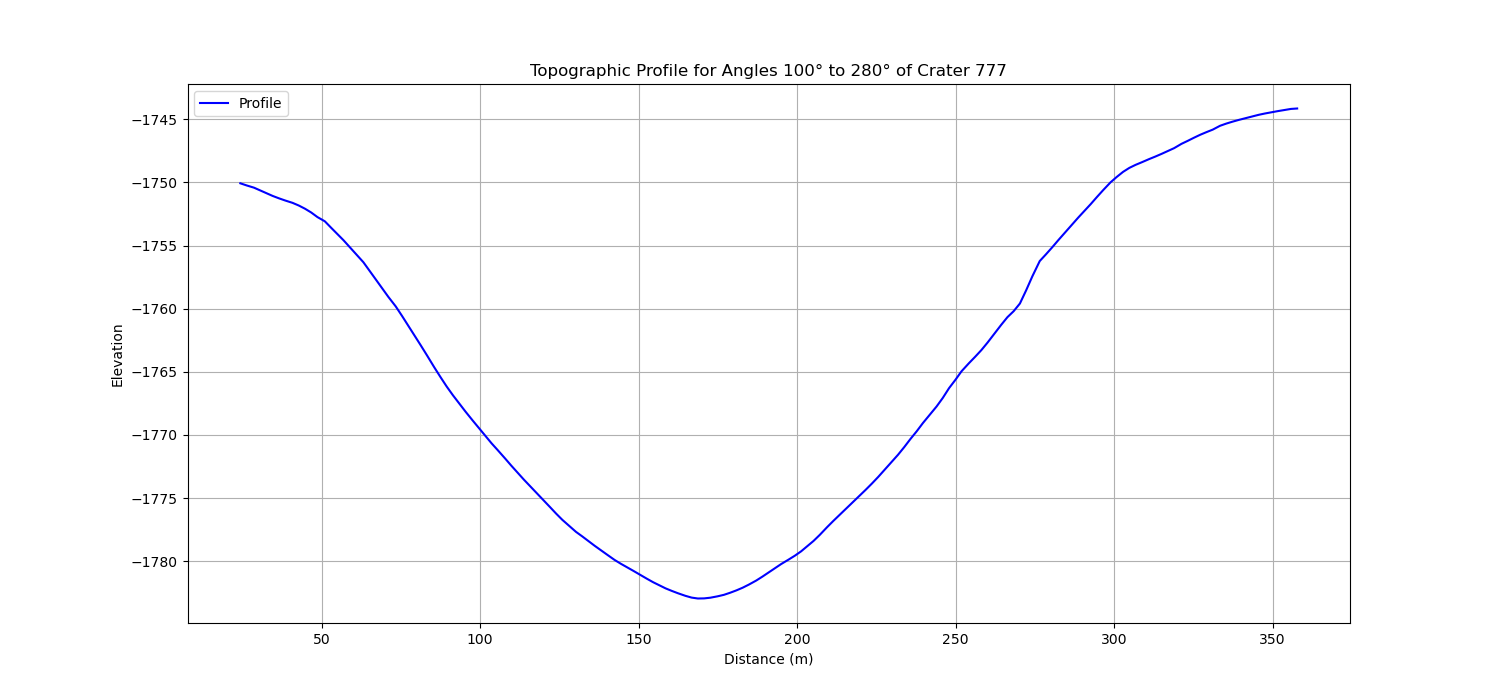 Topographic Profile for Angles 100° to 280° of Crater 777
Profile
−1745
−1750
−1755
−1760
−1765
−1770
−1775
−1780
Elevation
50 100 150 200 250 300 350
Distance (m)